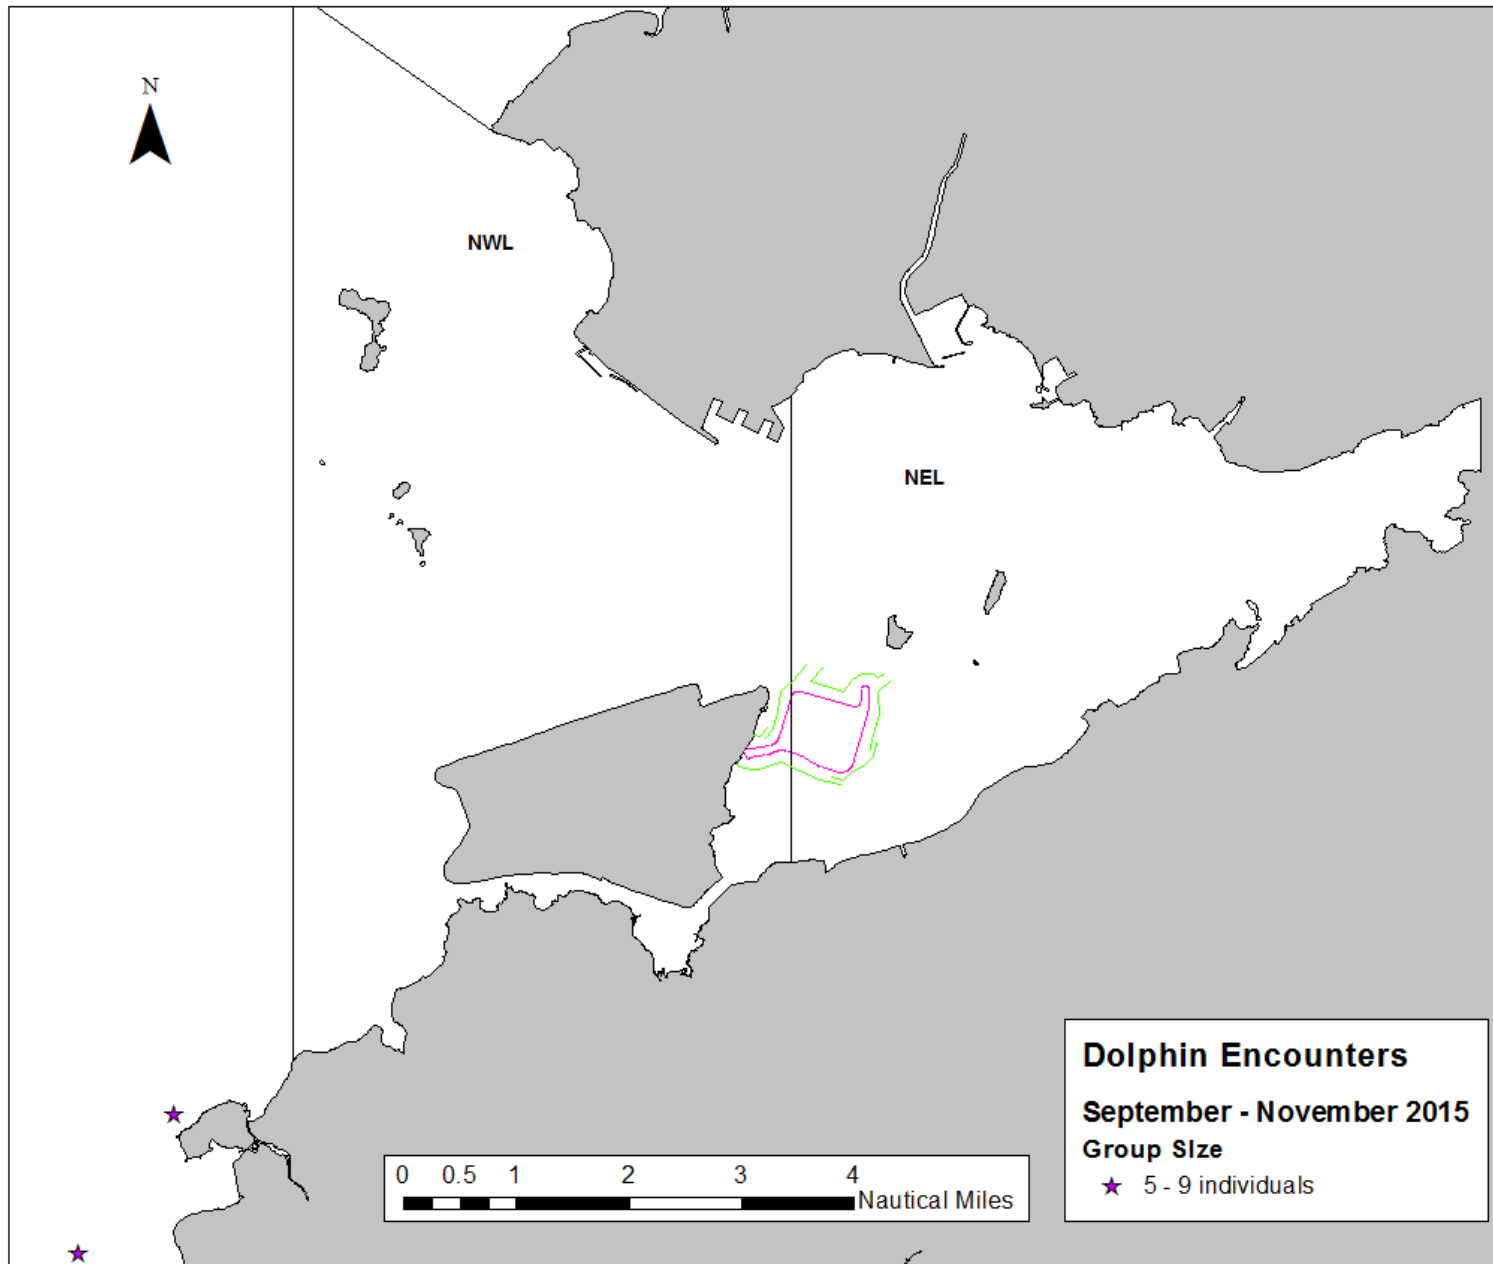 N
NWL
NEL
Dolphin Encounters
September - November 2015
Group SIze
5 - 9 individuals
0 0.5 1 2 3 4
Nautical Miles